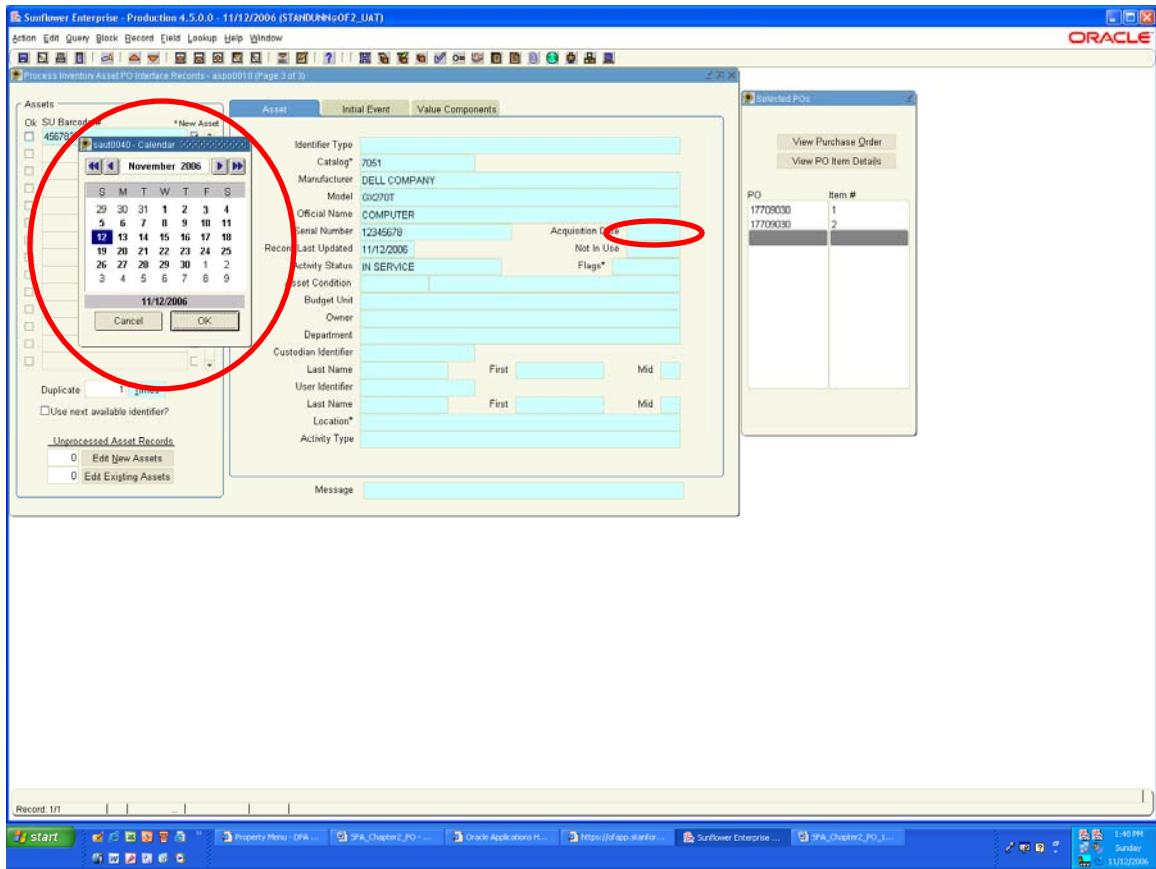 Sunflower Enterprise - Production 4.5.0.0 - 11/12/2006 (STANDUNN@OF2_UAT)
Action Edit Query Block Record Field Lookup Help Window
ORACLE
Process Inventory Asset PO Interface Records - aspo0010 (Page 3 of 3)
Assets
Ok SU Barcode # *New Asset
saut0040 - Calendar
November 2006
S M T W T F S
29 30 31 1 2 3 4
5 6 7 8 9 10 11
12 13 14 15 16 17 18
19 20 21 22 23 24 25
26 27 28 29 30 1 2
3 4 5 6 7 8 9
11/12/2006
Cancel OK
Duplicate 1
Use next available identifier?
Unprocessed Asset Records
0 Edit New Assets
0 Edit Existing Assets
Asset Initial Event Value Components
Identifier Type
Catalog* 7051
Manufacturer DELL COMPANY
Model GX270T
Official Name COMPUTER
Serial Number 12345678 Acquisition
Last Updated 11/12/2006 Not In Use
Activity Status IN SERVICE Flags*
Asset Condition
Budget Unit
Owner
Department
Custodian Identifier
Last Name First Mid
User Identifier
Last Name First Mid
Location*
Activity Type
Message
Selected POs
View Purchase Order
View PO Item Details
PO Item #
17709030 1
17709030 2
Record: 1/1
start
Property Menu - DPA ... SPA_Chapter2_PO - ... Oracle Applications H... https://ofapp.stanfor... Sunflower Enterprise ... SPA_Chapter2_PO_1...
1:40 PM
Sunday
11/12/2006